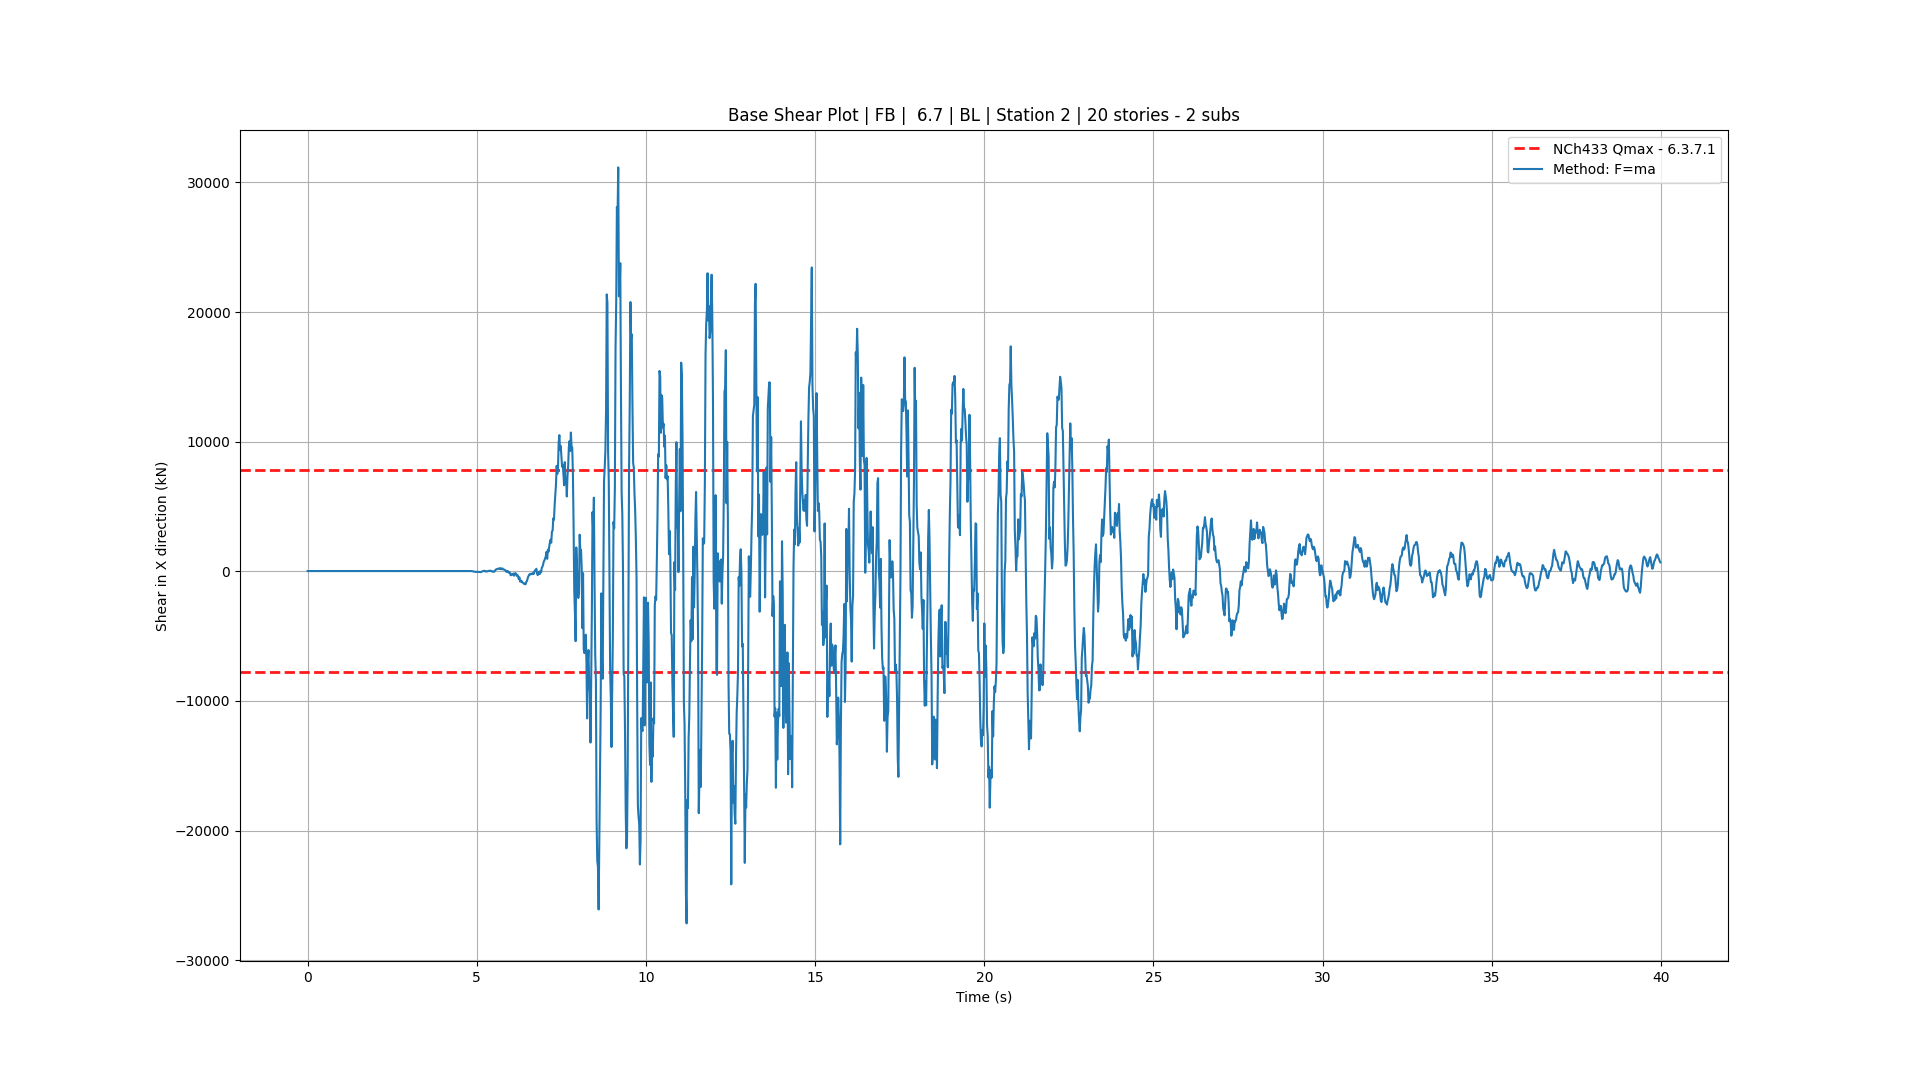 Base Shear Plot | FB |  6.7 | BL | Station 2 | 20 stories - 2 subs
NCh433 Qmax - 6.3.7.1
Method: F=ma
Shear in X direction (kN)
30000
20000
10000
0
−10000
−20000
−30000
0 5 10 15 20 25 30 35 40
Time (s)